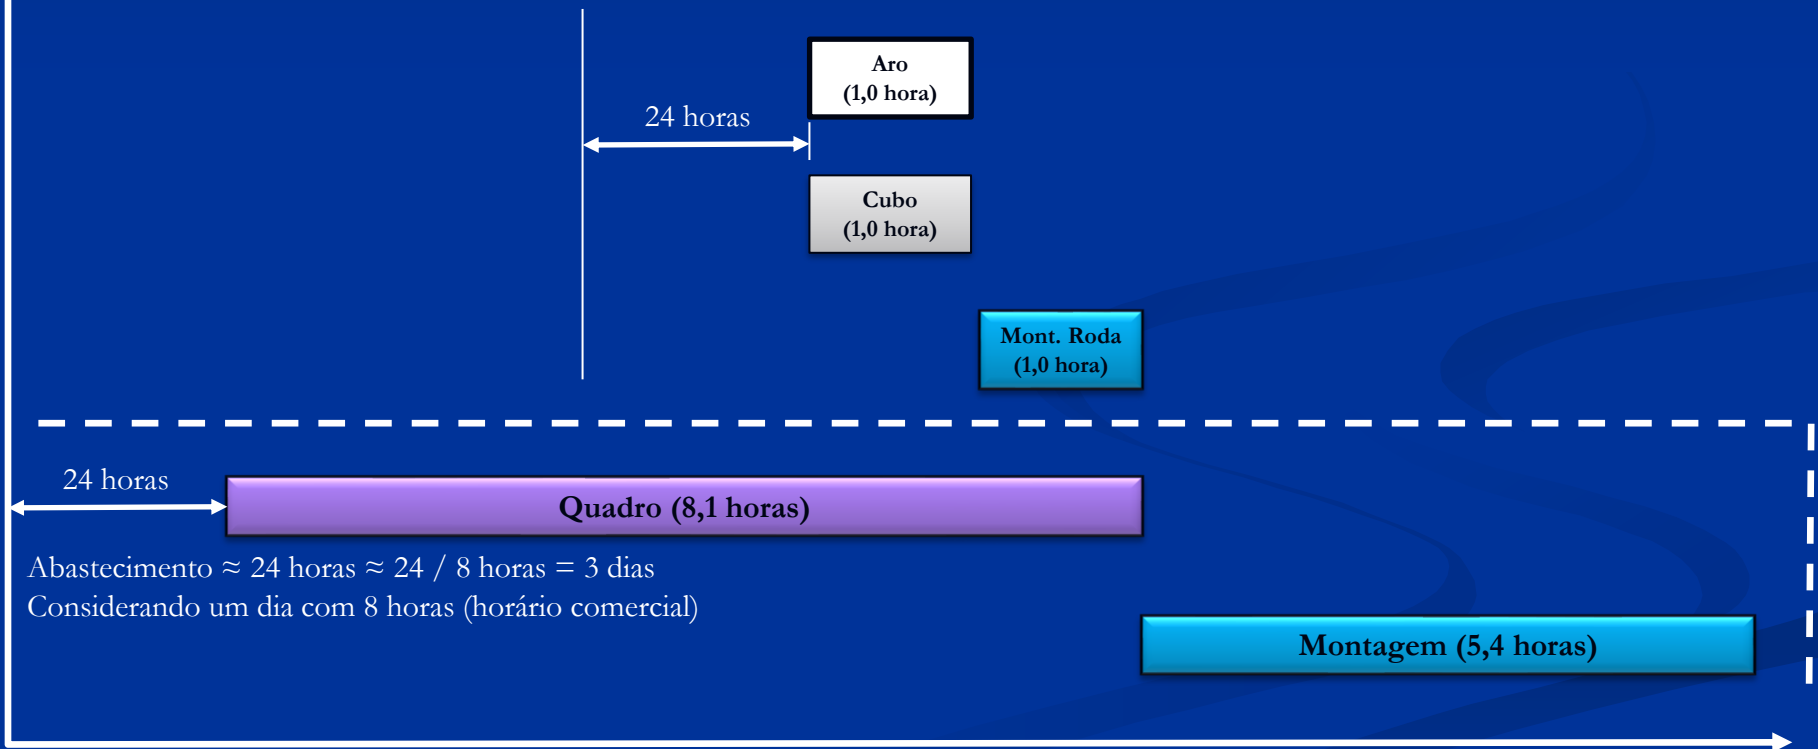 Aro
(1,0 hora)
24 horas
Cubo
(1,0 hora)
Mont. Roda
(1,0 hora)
24 horas
Quadro (8,1 horas)
Abastecimento ≈ 24 horas ≈ 24 / 8 horas = 3 dias
Considerando um dia com 8 horas (horário comercial)
Montagem (5,4 horas)